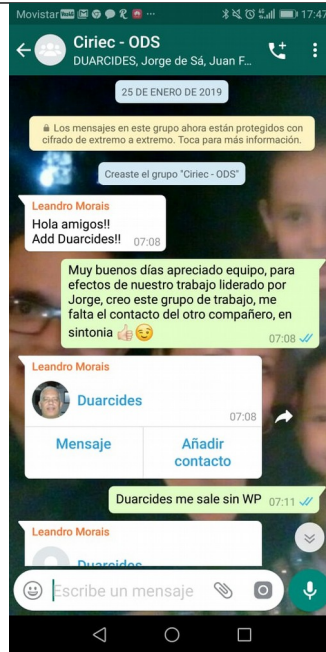 Movistar
17:47
Ciriec - ODS
DUARCIDES, Jorge de Sá, Juan F...
25 DE ENERO DE 2019
Los mensajes en este grupo ahora están protegidos con
cifrado de extremo a extremo. Toca para más información.
Creaste el grupo "Ciriec - ODS"
Leandro Morais
Hola amigos!!
Add Duarcides!! 07:08
Muy buenos días apreciado equipo, para
efectos de nuestro trabajo liderado por
Jorge, creo este grupo de trabajo, me
falta el contacto del otro compañero, en
sintonia 👍😉
07:08
Leandro Morais
Duarcides
07:08
Mensaje
Añadir
contacto
Duarcides me sale sin WP 07:11
Leandro Morais
Duarcides
Escribe un mensaje